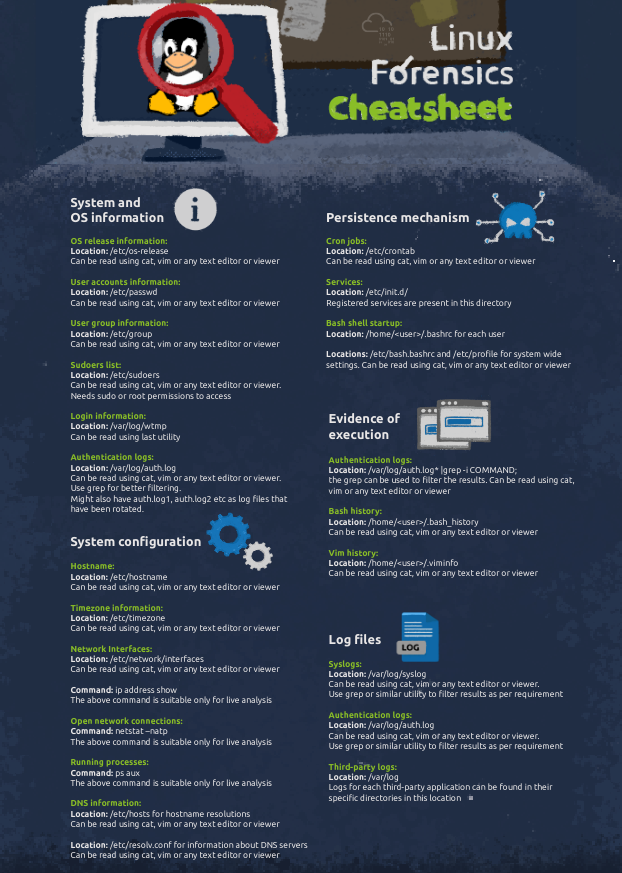 Linux
Forensics
Cheatsheet
System and
OS information
OS release information:
Location: /etc/os-release
Can be read using cat, vim or any text editor or viewer
User accounts information:
Location: /etc/passwd
Can be read using cat, vim or any text editor or viewer
User group information:
Location: /etc/group
Can be read using cat, vim or any text editor or viewer
Sudoers list:
Location: /etc/sudoers
Can be read using cat, vim or any text editor or viewer.
Needs sudo or root permissions to access
Login information:
Location: /var/log/wtmp
Can be read using last utility
Authentication logs:
Location: /var/log/auth.log
Can be read using cat, vim or any text editor or viewer.
Use grep for better filtering.
Might also have auth.log1, auth.log2 etc as log files that
have been rotated.
System configuration
Hostname:
Location: /etc/hostname
Can be read using cat, vim or any text editor or viewer
Timezone information:
Location: /etc/timezone
Can be read using cat, vim or any text editor or viewer
Network Interfaces:
Location: /etc/network/interfaces
Can be read using cat, vim or any text editor or viewer
Command: ip address show
The above command is suitable only for live analysis
Open network connections:
Command: netstat –natp
The above command is suitable only for live analysis
Running processes:
Command: ps aux
The above command is suitable only for live analysis
DNS information:
Location: /etc/hosts for hostname resolutions
Can be read using cat, vim or any text editor or viewer
Location: /etc/resolv.conf for information about DNS servers
Can be read using cat, vim or any text editor or viewer
Persistence mechanism
Cron jobs:
Location: /etc/crontab
Can be read using cat, vim or any text editor or viewer
Services:
Location: /etc/init.d/
Registered services are present in this directory
Bash shell startup:
Location: /home/<user>/.bashrc for each user
Locations: /etc/bash.bashrc and /etc/profile for system wide
settings. Can be read using cat, vim or any text editor or viewer
Evidence of
execution
Authentication logs:
Location: /var/log/auth.log* |grep -i COMMAND;
the grep can be used to filter the results. Can be read using cat,
vim or any text editor or viewer
Bash history:
Location: /home/<user>/.bash_history
Can be read using cat, vim or any text editor or viewer
Vim history:
Location: /home/<user>/.viminfo
Can be read using cat, vim or any text editor or viewer
Log files
LOG
Syslogs:
Location: /var/log/syslog
Can be read using cat, vim or any text editor or viewer.
Use grep or similar utility to filter results as per requirement
Authentication logs:
Location: /var/log/auth.log
Can be read using cat, vim or any text editor or viewer.
Use grep or similar utility to filter results as per requirement
Third-party logs:
Location: /var/log
Logs for each third-party application can be found in their
specific directories in this location